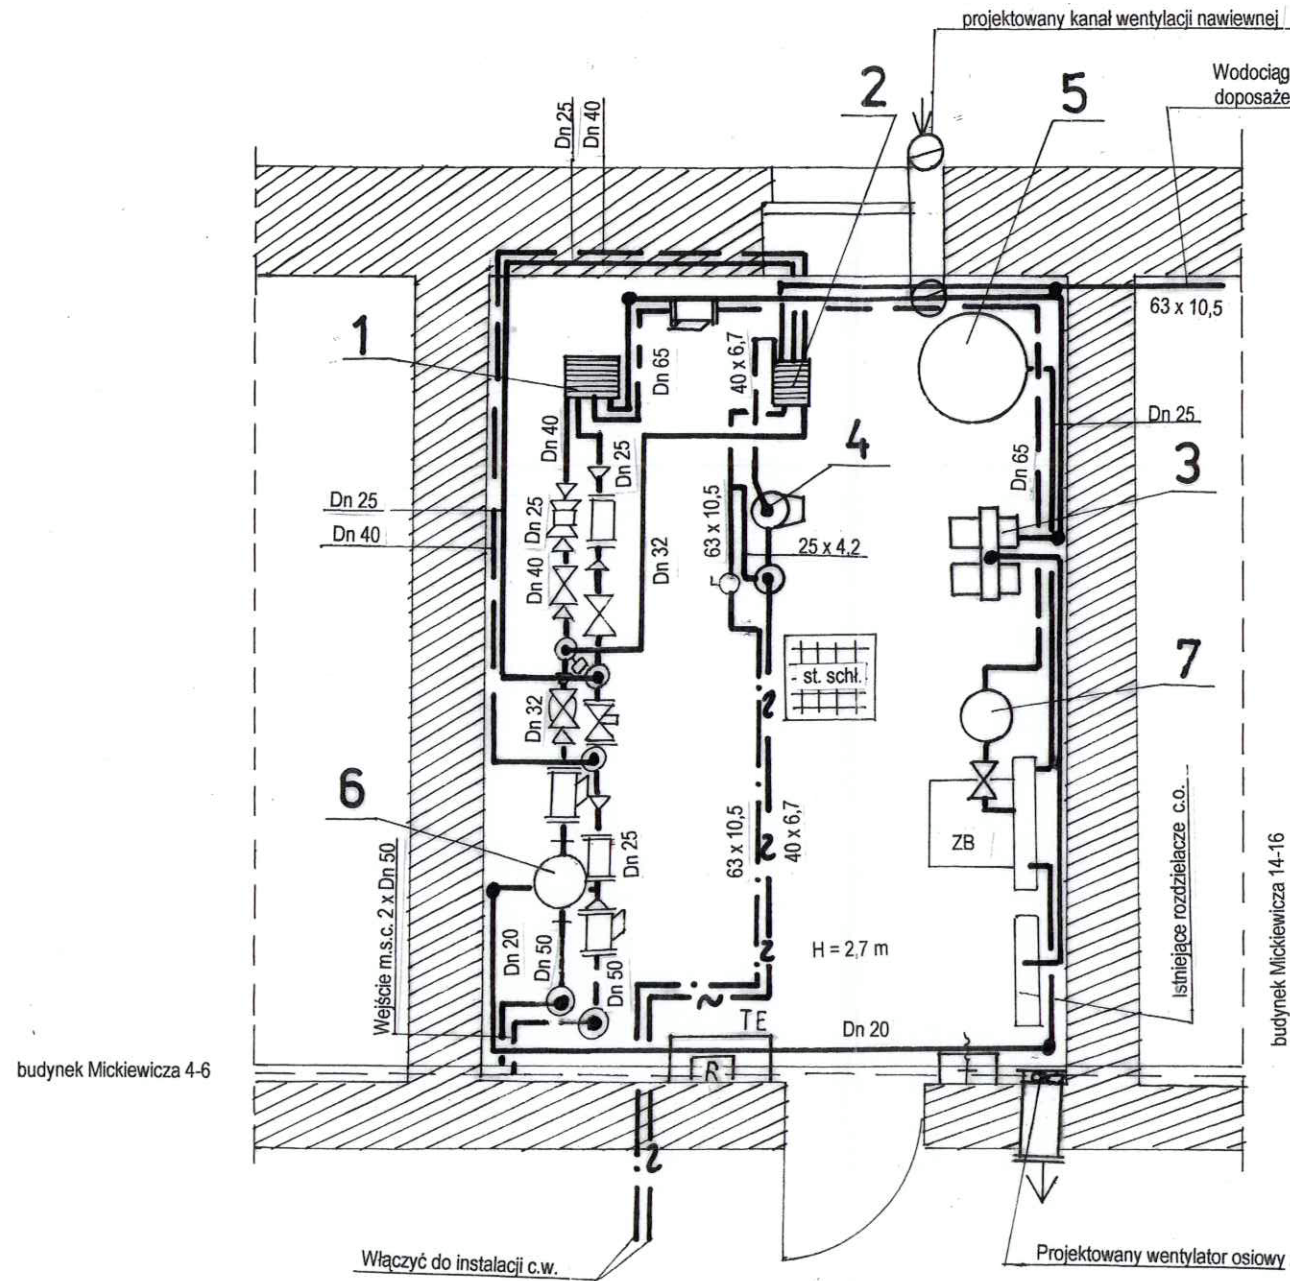 projektowany kanał wentylacji nawiewnej
Wodociąg
doposaże
2
5
Dn 25
Dn 40
63 x 10,5
1
Dn 65
40 x 6,7
Dn 25
4
3
Dn 40
Dn 25
Dn 65
Dn 25
Dn 40
Dn 25
Dn 40
Dn 32
63 x 10,5
25 x 4,2
7
st. schł.
Dn 32
6
63 x 10,5
40 x 6,7
Dn 25
ZB
Wejście m.s.c. 2 x Dn 50
Dn 20
Dn 50
Dn 50
H = 2,7 m
Istniejące rozdzielacze c.o.
budynek Mickiewicza 14-16
TE
Dn 20
R
budynek Mickiewicza 4-6
Włączyć do instalacji c.w.
Projektowany wentylator osiowy